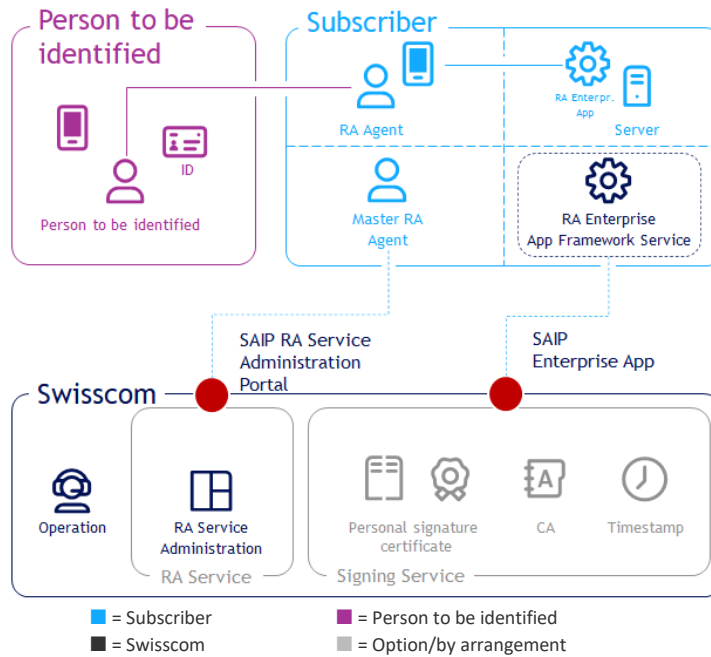 Person to be
identified
ID
Person to be identified
Subscriber
RA Agent
RA Enterpr.
App
Server
Master RA
Agent
RA Enterprise
App Framework Service
SAIP RA Service
Administration
Portal
SAIP
Enterprise App
Swisscom
Operation
RA Service
Administration
RA Service
Personal signature
certificate
A
CA
Timestamp
Signing Service
= Subscriber
= Person to be identified
= Swisscom
= Option/by arrangement